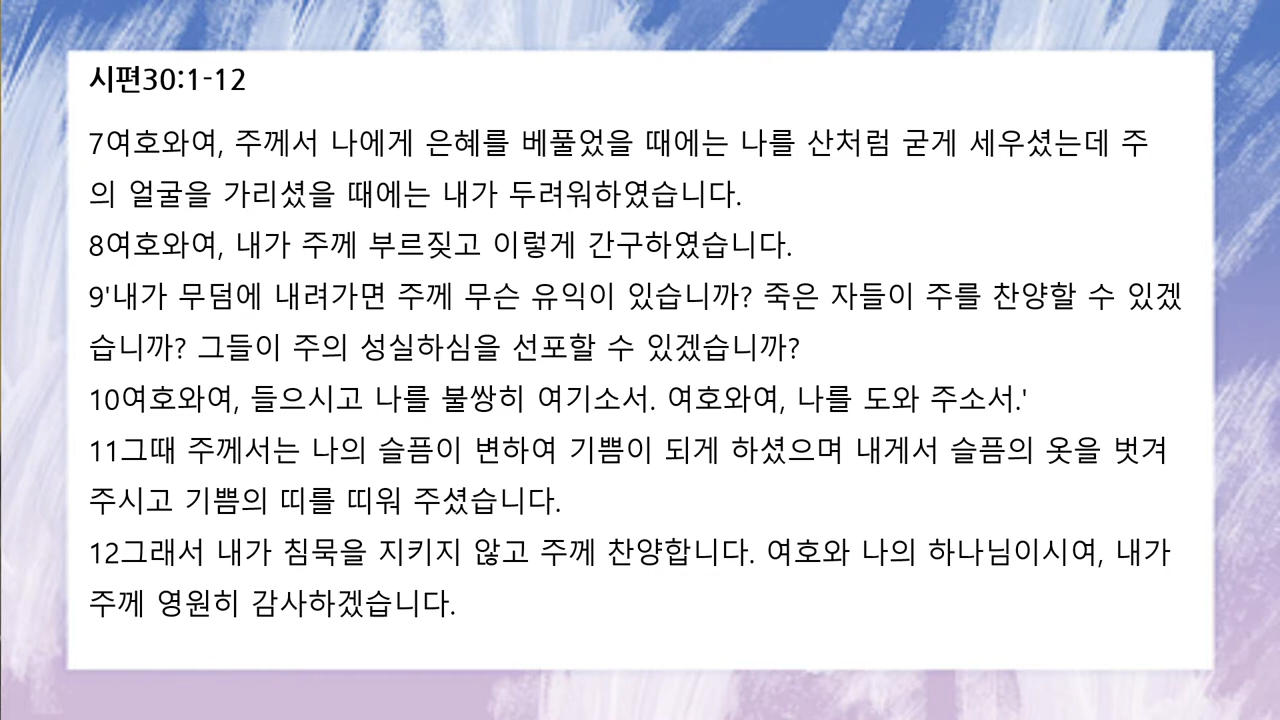 시편30:1-12
7여호와여, 주께서 나에게 은혜를 베풀었을 때에는 나를 산처럼 굳게 세우셨는데 주
의 얼굴을 가리셨을 때에는 내가 두려워하였습니다.
8여호와여, 내가 주께 부르짖고 이렇게 간구하였습니다.
9'내가 무덤에 내려가면 주께 무슨 유익이 있습니까? 죽은 자들이 주를 찬양할 수 있겠
습니까? 그들이 주의 성실하심을 선포할 수 있겠습니까?
10여호와여, 들으시고 나를 불쌍히 여기소서. 여호와여, 나를 도와 주소서.'
11그때 주께서는 나의 슬픔이 변하여 기쁨이 되게 하셨으며 내게서 슬픔의 옷을 벗겨
주시고 기쁨의 띠를 띠워 주셨습니다.
12그래서 내가 침묵을 지키지 않고 주께 찬양합니다. 여호와 나의 하나님이시여, 내가
주께 영원히 감사하겠습니다.